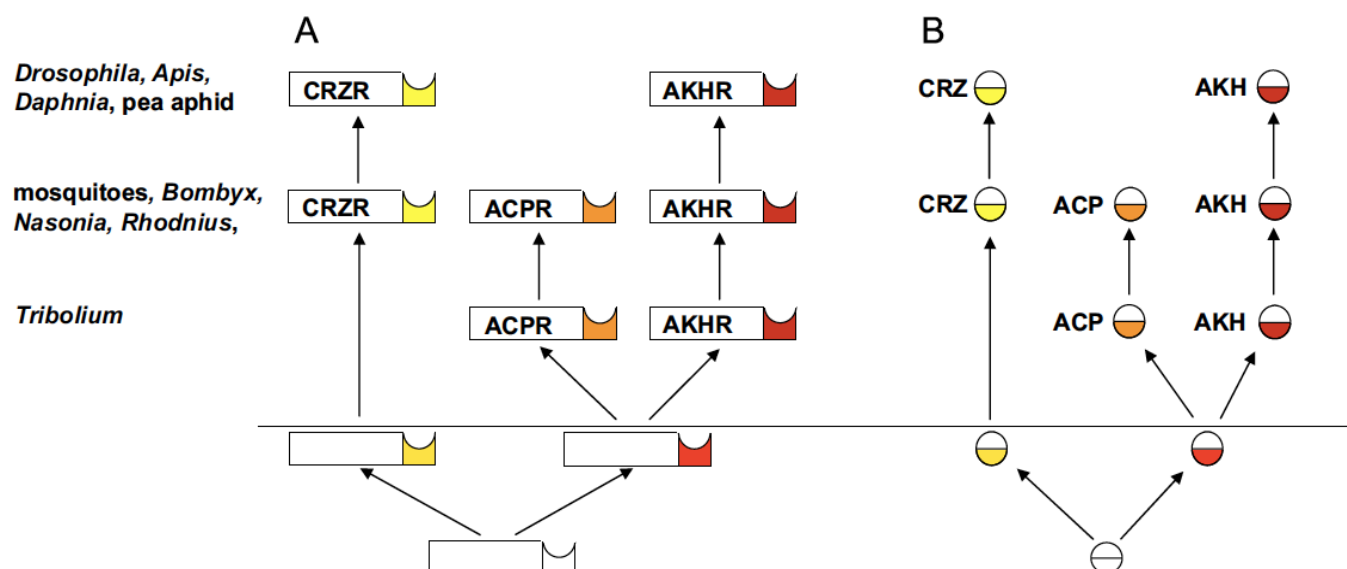 A B
Drosophila, Apis,
Daphnia, pea aphid
CRZR AKHR CRZ AKH
mosquitoes, Bombyx,
Nasonia, Rhodnius,
CRZR ACPR AKHR CRZ ACP AKH
Tribolium
ACPR AKHR ACP AKH